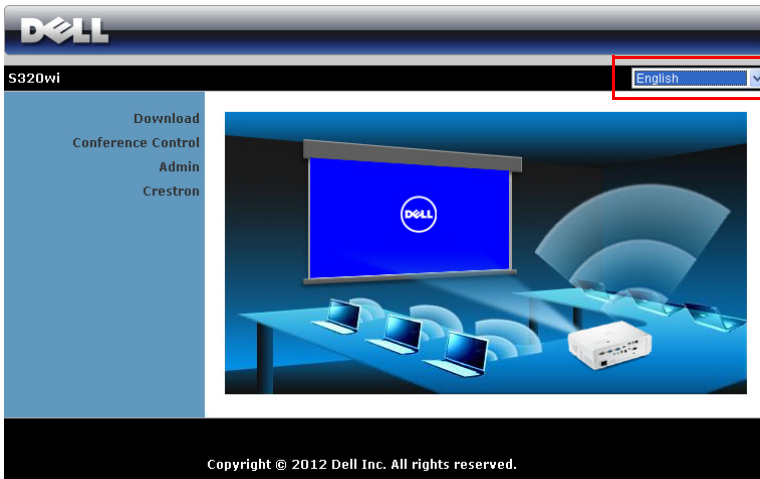 DELL
S320wi
English
Download
Conference Control
Admin
Crestron
DELL
Copyright © 2012 Dell Inc. All rights reserved.